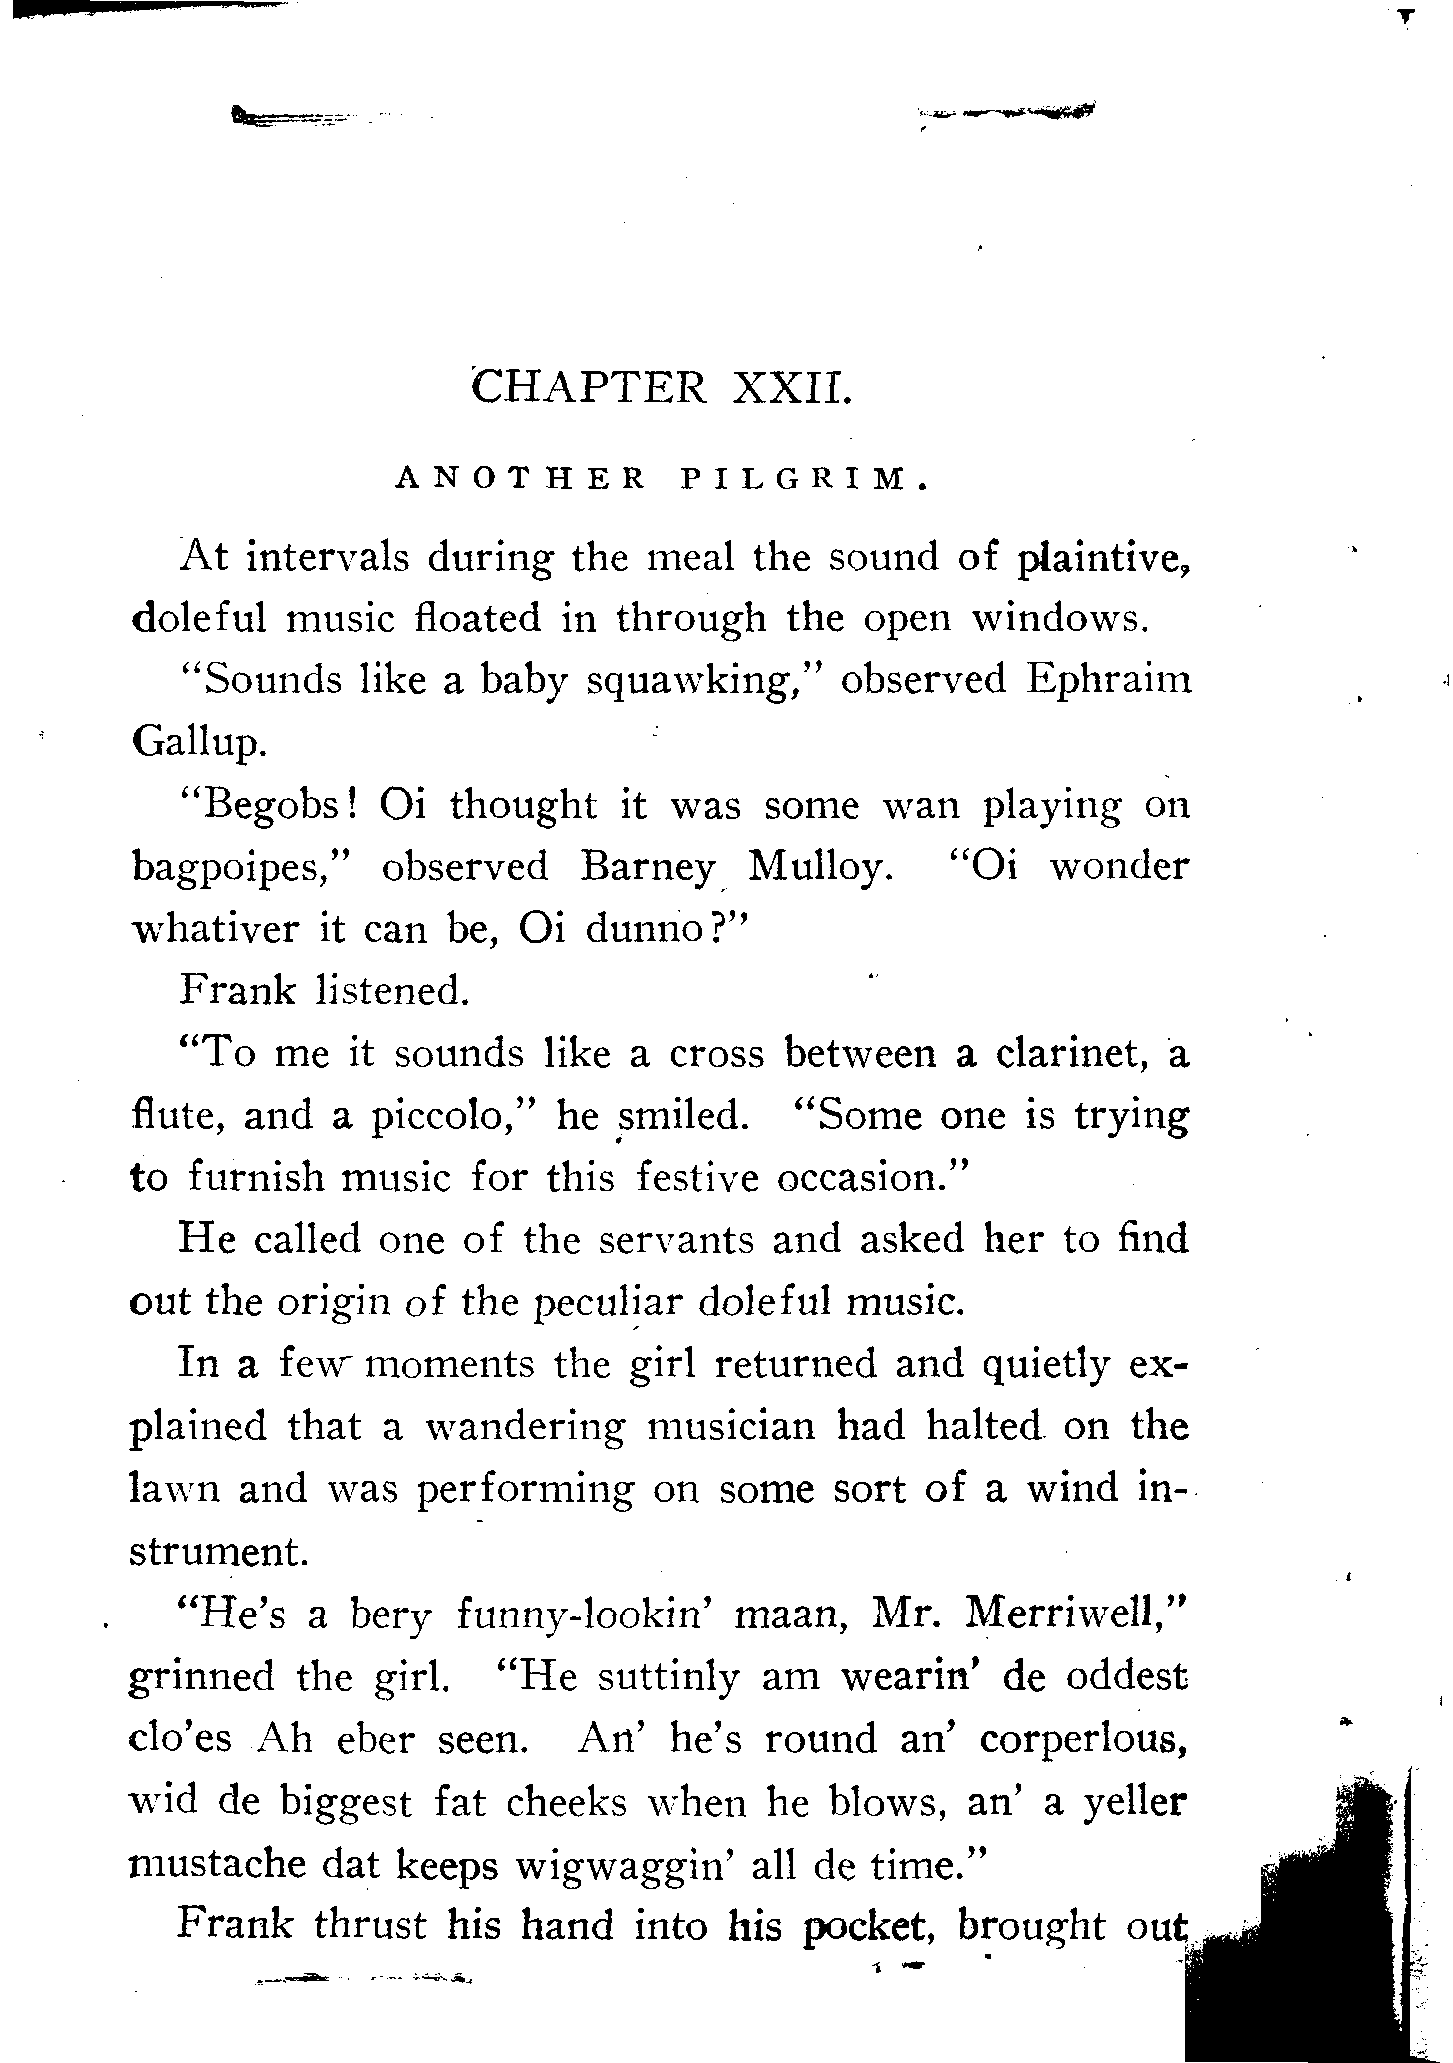 CHAPTER XXII.
ANOTHER PILGRIM.
At intervals during the meal the sound of plaintive,
doleful music floated in through the open windows.
"Sounds like a baby squawking," observed Ephraim
Gallup.
"Begobs! Oi thought it was some wan playing on
bagpoipes," observed Barney Mulloy. "Oi wonder
whativer it can be, Oi dunno?"
Frank listened.
"To me it sounds like a cross between a clarinet, a
flute, and a piccolo," he smiled. "Some one is trying
to furnish music for this festive occasion."
He called one of the servants and asked her to find
out the origin of the peculiar doleful music.
In a few moments the girl returned and quietly ex-
plained that a wandering musician had halted on the
lawn and was performing on some sort of a wind in-
strument.
"He's a bery funny-lookin' maan, Mr. Merriwell,"
grinned the girl. "He suttinly am wearin' de oddest
clo'es Ah eber seen. An' he's round an' corperlous,
wid de biggest fat cheeks when he blows, an' a yeller
mustache dat keeps wigwaggin' all de time."
Frank thrust his hand into his pocket, brought out